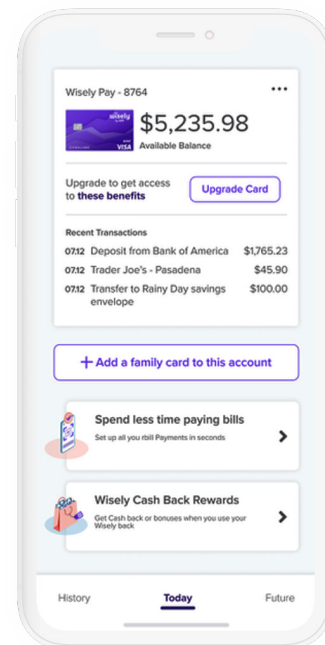 Wisely Pay - 8764
wisely
$5,235.98
VISA
Available Balance
Upgrade to get access
to these benefits
Upgrade Card
Recent Transactions
07.12 Deposit from Bank of America $1,765.23
07.12 Trader Joe's - Pasadena $45.90
07.12 Transfer to Rainy Day savings $100.00
envelope
+ Add a family card to this account
Spend less time paying bills
Set up all you rbill Payments in seconds
Wisely Cash Back Rewards
Get Cash back or bonuses when you use your
Wisely back
History Today Future